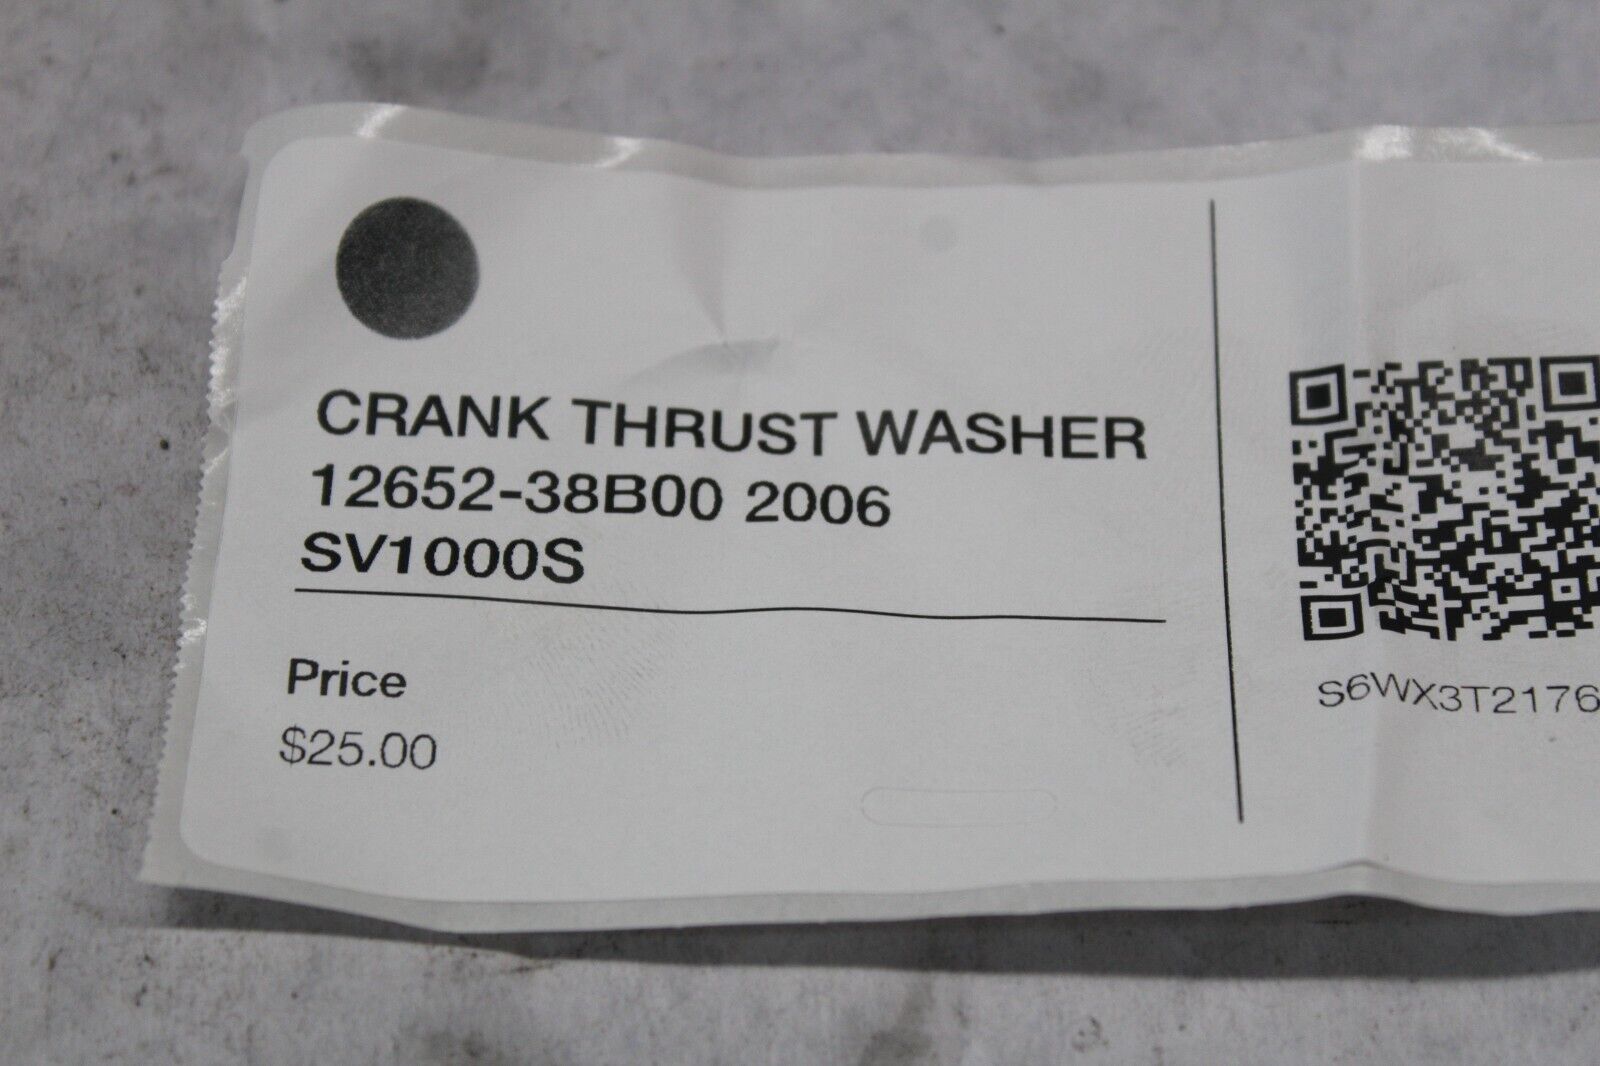 CRANK THRUST WASHER
12652-38B00 2006
SV1000S
Price
$25.00
S6WX3T2176